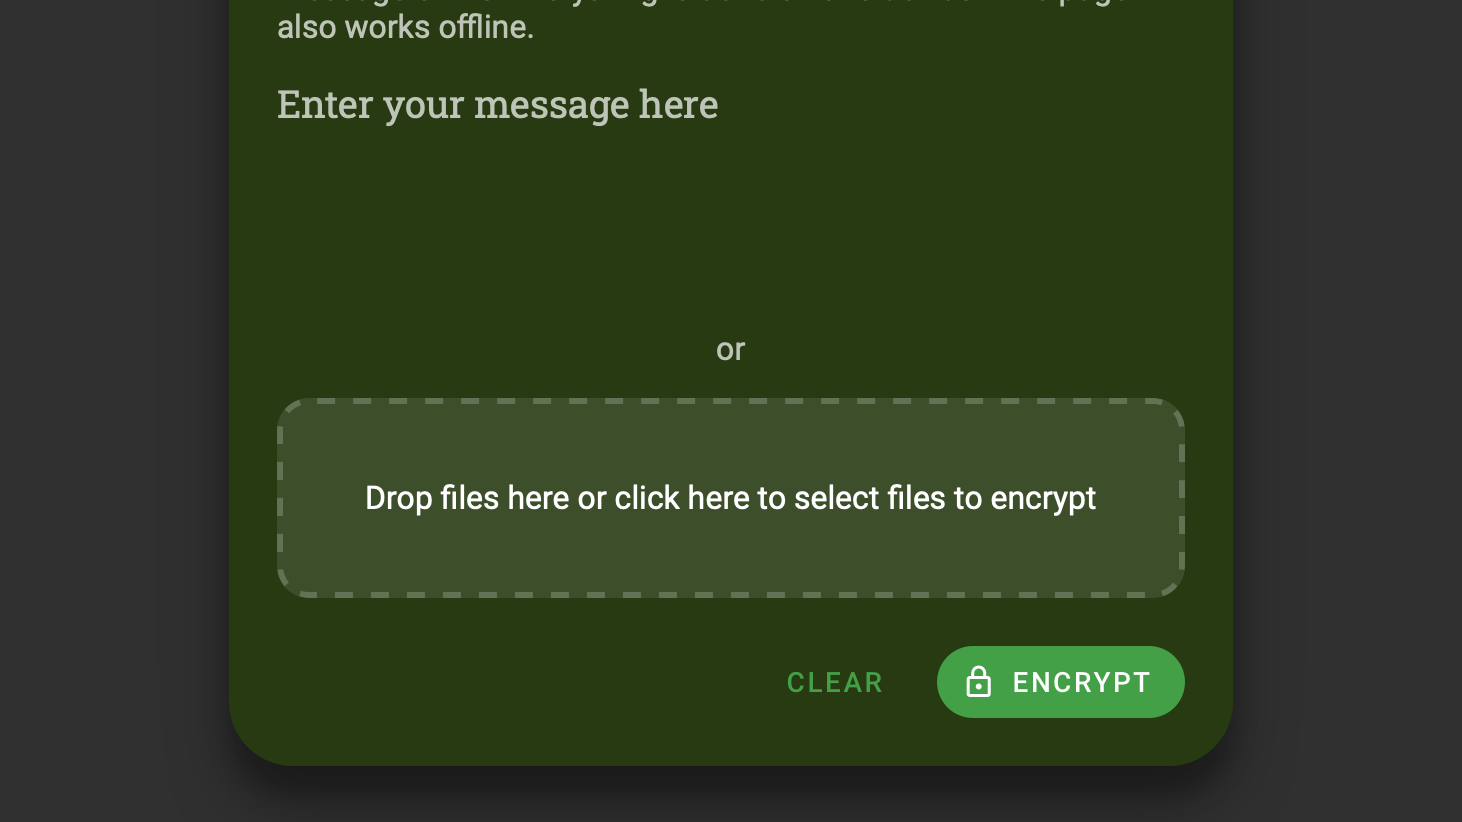 also works offline.
Enter your message here
or
Drop files here or click here to select files to encrypt
CLEAR
ENCRYPT